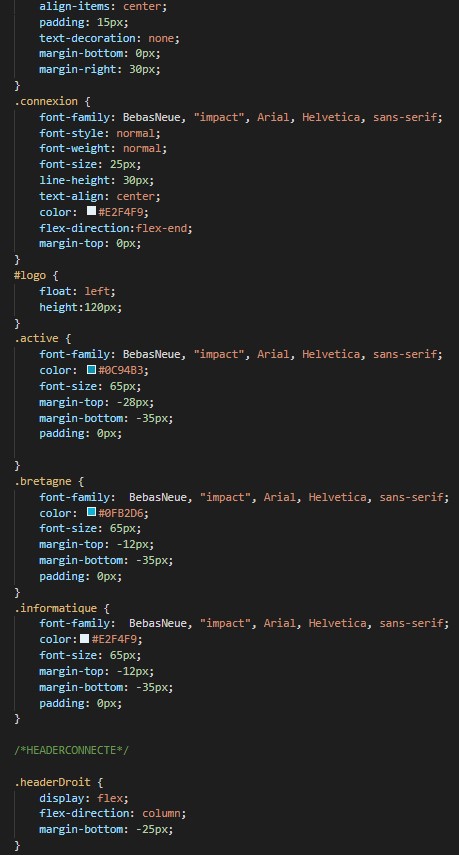 align-items: center;
padding: 15px;
text-decoration: none;
margin-bottom: 0px;
margin-right: 30px;
}
.connexion {
font-family: BebasNeue, "impact", Arial, Helvetica, sans-serif;
font-style: normal;
font-weight: normal;
font-size: 25px;
line-height: 30px;
text-align: center;
color: #E2F4F9;
flex-direction:flex-end;
margin-top: 0px;
}
#logo {
float: left;
height:120px;
}
.active {
font-family: BebasNeue, "impact", Arial, Helvetica, sans-serif;
color: #0C94B3;
font-size: 65px;
margin-top: -28px;
margin-bottom: -35px;
padding: 0px;
}
.bretagne {
font-family:  BebasNeue, "impact", Arial, Helvetica, sans-serif;
color: #0FB2D6;
font-size: 65px;
margin-top: -12px;
margin-bottom: -35px;
padding: 0px;
}
.informatique {
font-family:  BebasNeue, "impact", Arial, Helvetica, sans-serif;
color:#E2F4F9;
font-size: 65px;
margin-top: -12px;
margin-bottom: -35px;
padding: 0px;
}
/*HEADERCONNECTE*/
.headerDroit {
display: flex;
flex-direction: column;
margin-bottom: -25px;
}